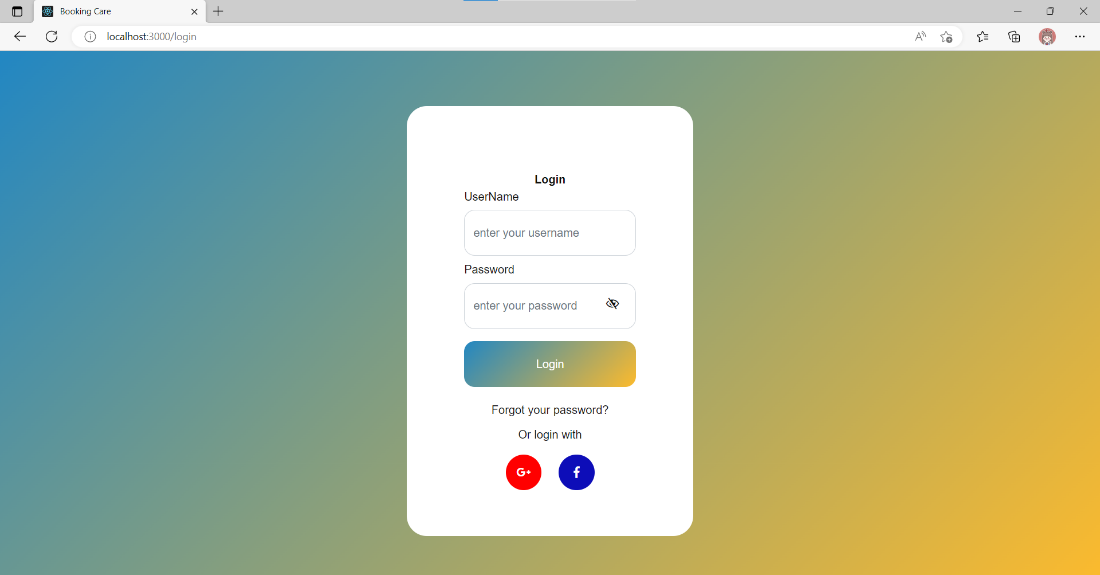 Booking Care
localhost:3000/login
Login
UserName
enter your username
Password
enter your password
Login
Forgot your password?
Or login with
G+
f